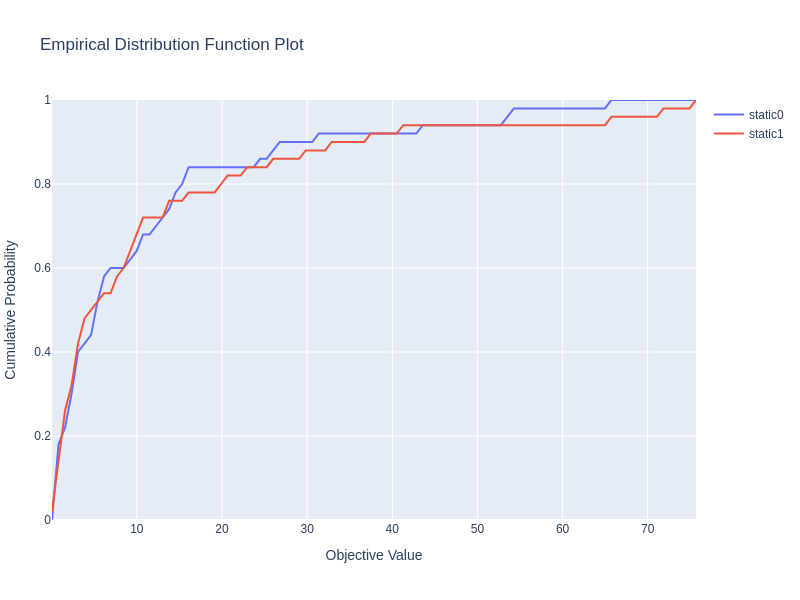 Empirical Distribution Function Plot
static0
static1
Cumulative Probability
1
0.8
0.6
0.4
0.2
0
10
20
30
40
50
60
70
Objective Value